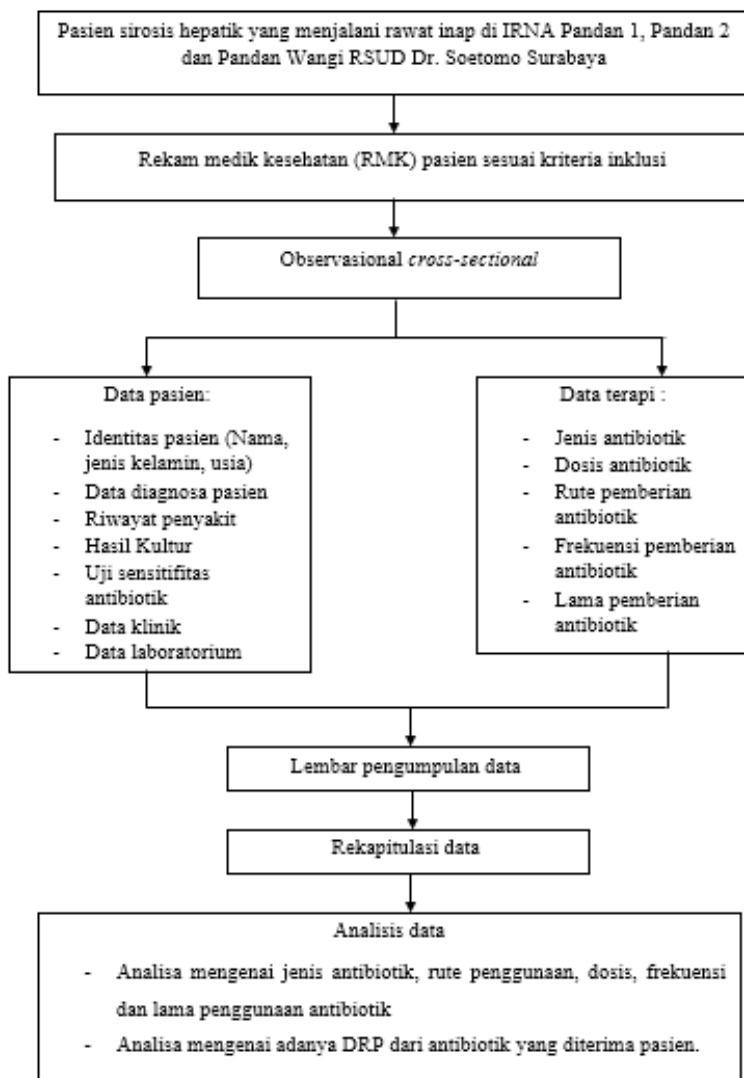 Pasien sirosis hepatik yang menjalani rawat inap di IRNA Pandan 1, Pandan 2
dan Pandan Wangi RSUD Dr. Soetomo Surabaya
Rekam medik kesehatan (RMK) pasien sesuai kriteria inklusi
Observasional cross-sectional
Data pasien:
- Identitas pasien (Nama,
jenis kelamin, usia)
- Data diagnosa pasien
- Riwayat penyakit
- Hasil Kultur
- Uji sensitifitas
antibiotik
- Data klinik
- Data laboratorium
Data terapi :
- Jenis antibiotik
- Dosis antibiotik
- Rute pemberian
antibiotik
- Frekuensi pemberian
antibiotik
- Lama pemberian
antibiotik
Lembar pengumpulan data
Rekapitulasi data
Analisis data
- Analisa mengenai jenis antibiotik, rute penggunaan, dosis, frekuensi
dan lama penggunaan antibiotik
- Analisa mengenai adanya DRP dari antibiotik yang diterima pasien.